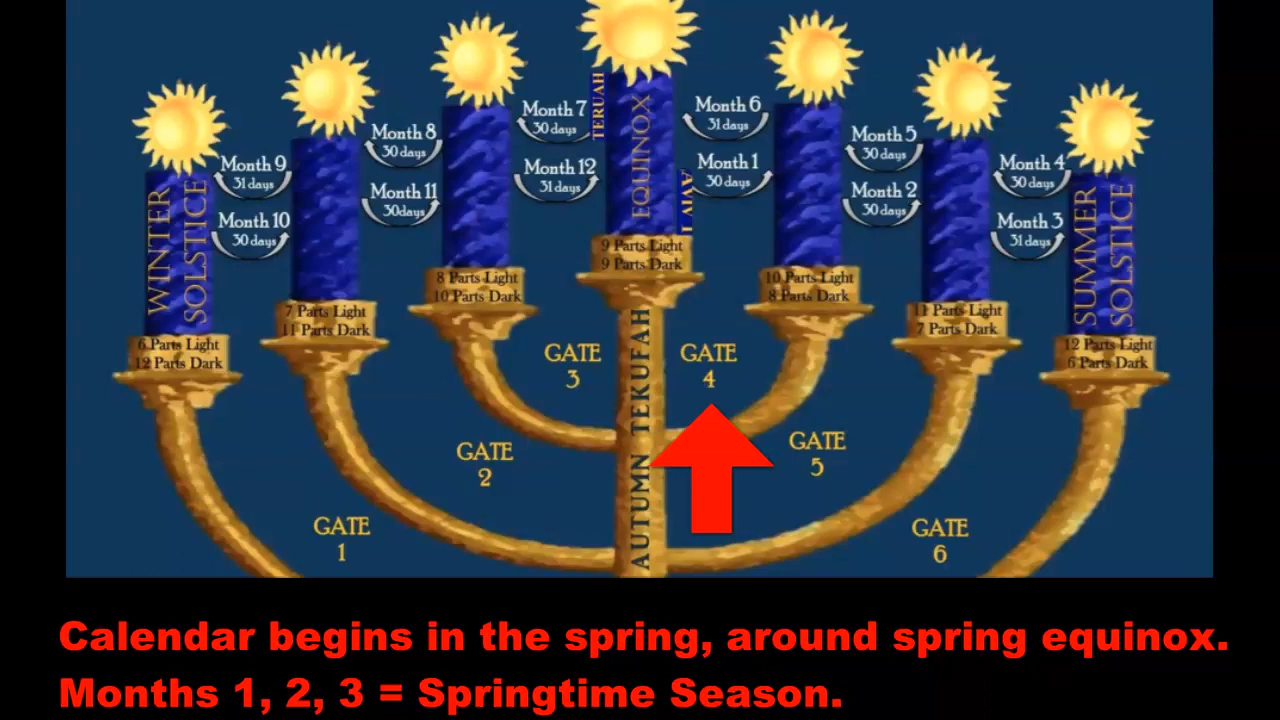 TERUAH
EQUINOX
AVIV
Month 7
30 days
Month 6
31 days
Month 8
30 days
Month 5
30 days
Month 9
31 days
Month 12
31 days
Month 1
30 days
Month 4
30 days
Month 11
30days
Month 2
30 days
Month 10
30 days
Month 3
31 days
WINTER
SOLSTICE
SUMMER
SOLSTICE
9 Parts Light
9 Parts Dark
8 Parts Light
10 Parts Dark
10 Parts Light
8 Parts Dark
7 Parts Light
11 Parts Dark
11 Parts Light
7 Parts Dark
6 Parts Light
12 Parts Dark
12 Parts Light
6 Parts Dark
AUTUMN TEKUFAH
GATE
3
GATE
4
GATE
2
GATE
5
GATE
1
GATE
6
Calendar begins in the spring, around spring equinox.
Months 1, 2, 3 = Springtime Season.